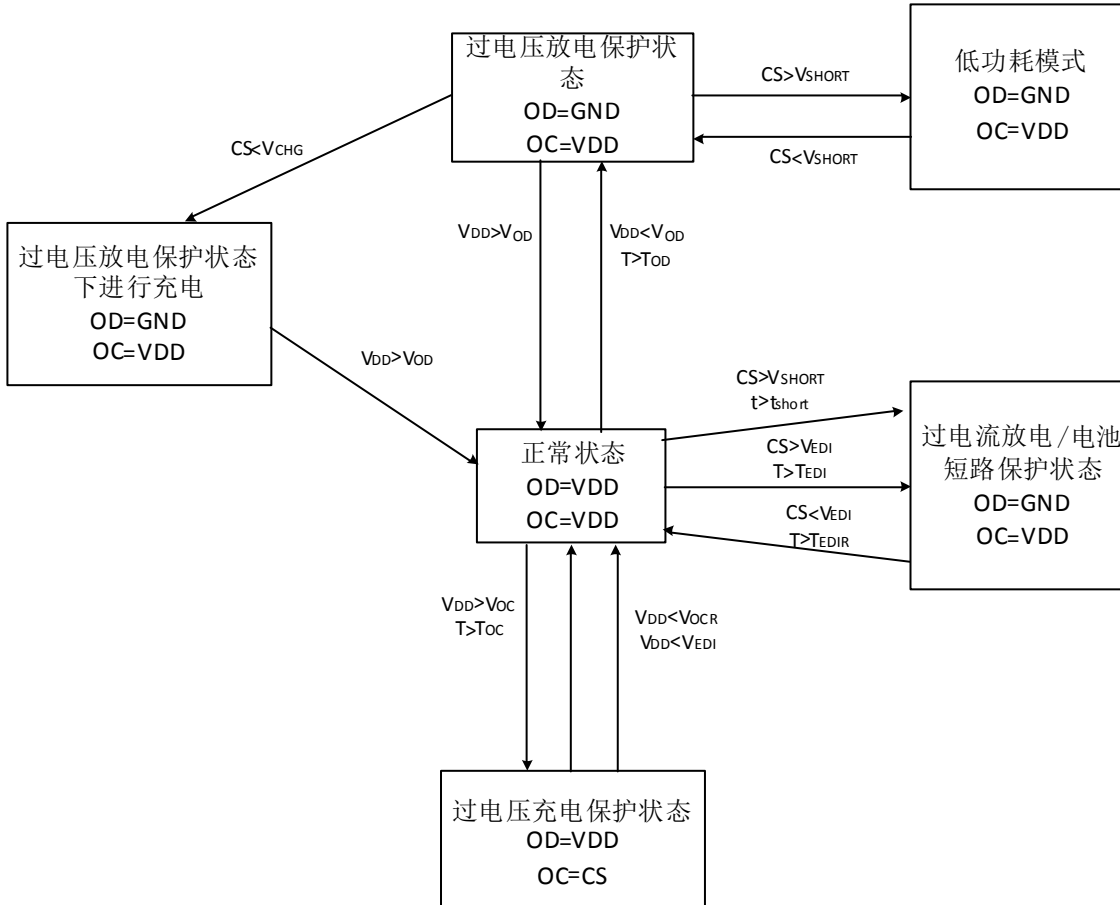 过电压放电保护状
态
OD=GND
OC=VDD
CS>VSHORT
CS<VSHORT
低功耗模式
OD=GND
OC=VDD
CS<VCHG
过电压放电保护状态
下进行充电
OD=GND
OC=VDD
VDD>VOD
VDD<VOD
T>TOD
VDD>VOD
正常状态
OD=VDD
OC=VDD
CS>VSHORT
t>tshort
CS>VEDI
T>TEDI
CS<VEDI
T>TEDIR
过电流放电/电池
短路保护状态
OD=GND
OC=VDD
VDD>VOC
T>TOC
VDD<VOCR
VDD<VEDI
过电压充电保护状态
OD=VDD
OC=CS